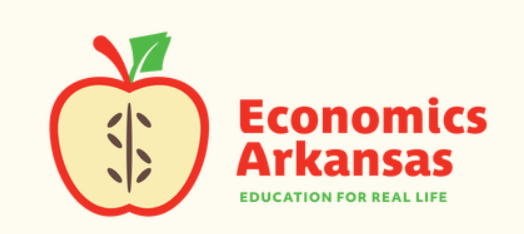 Economics
Arkansas
EDUCATION FOR REAL LIFE